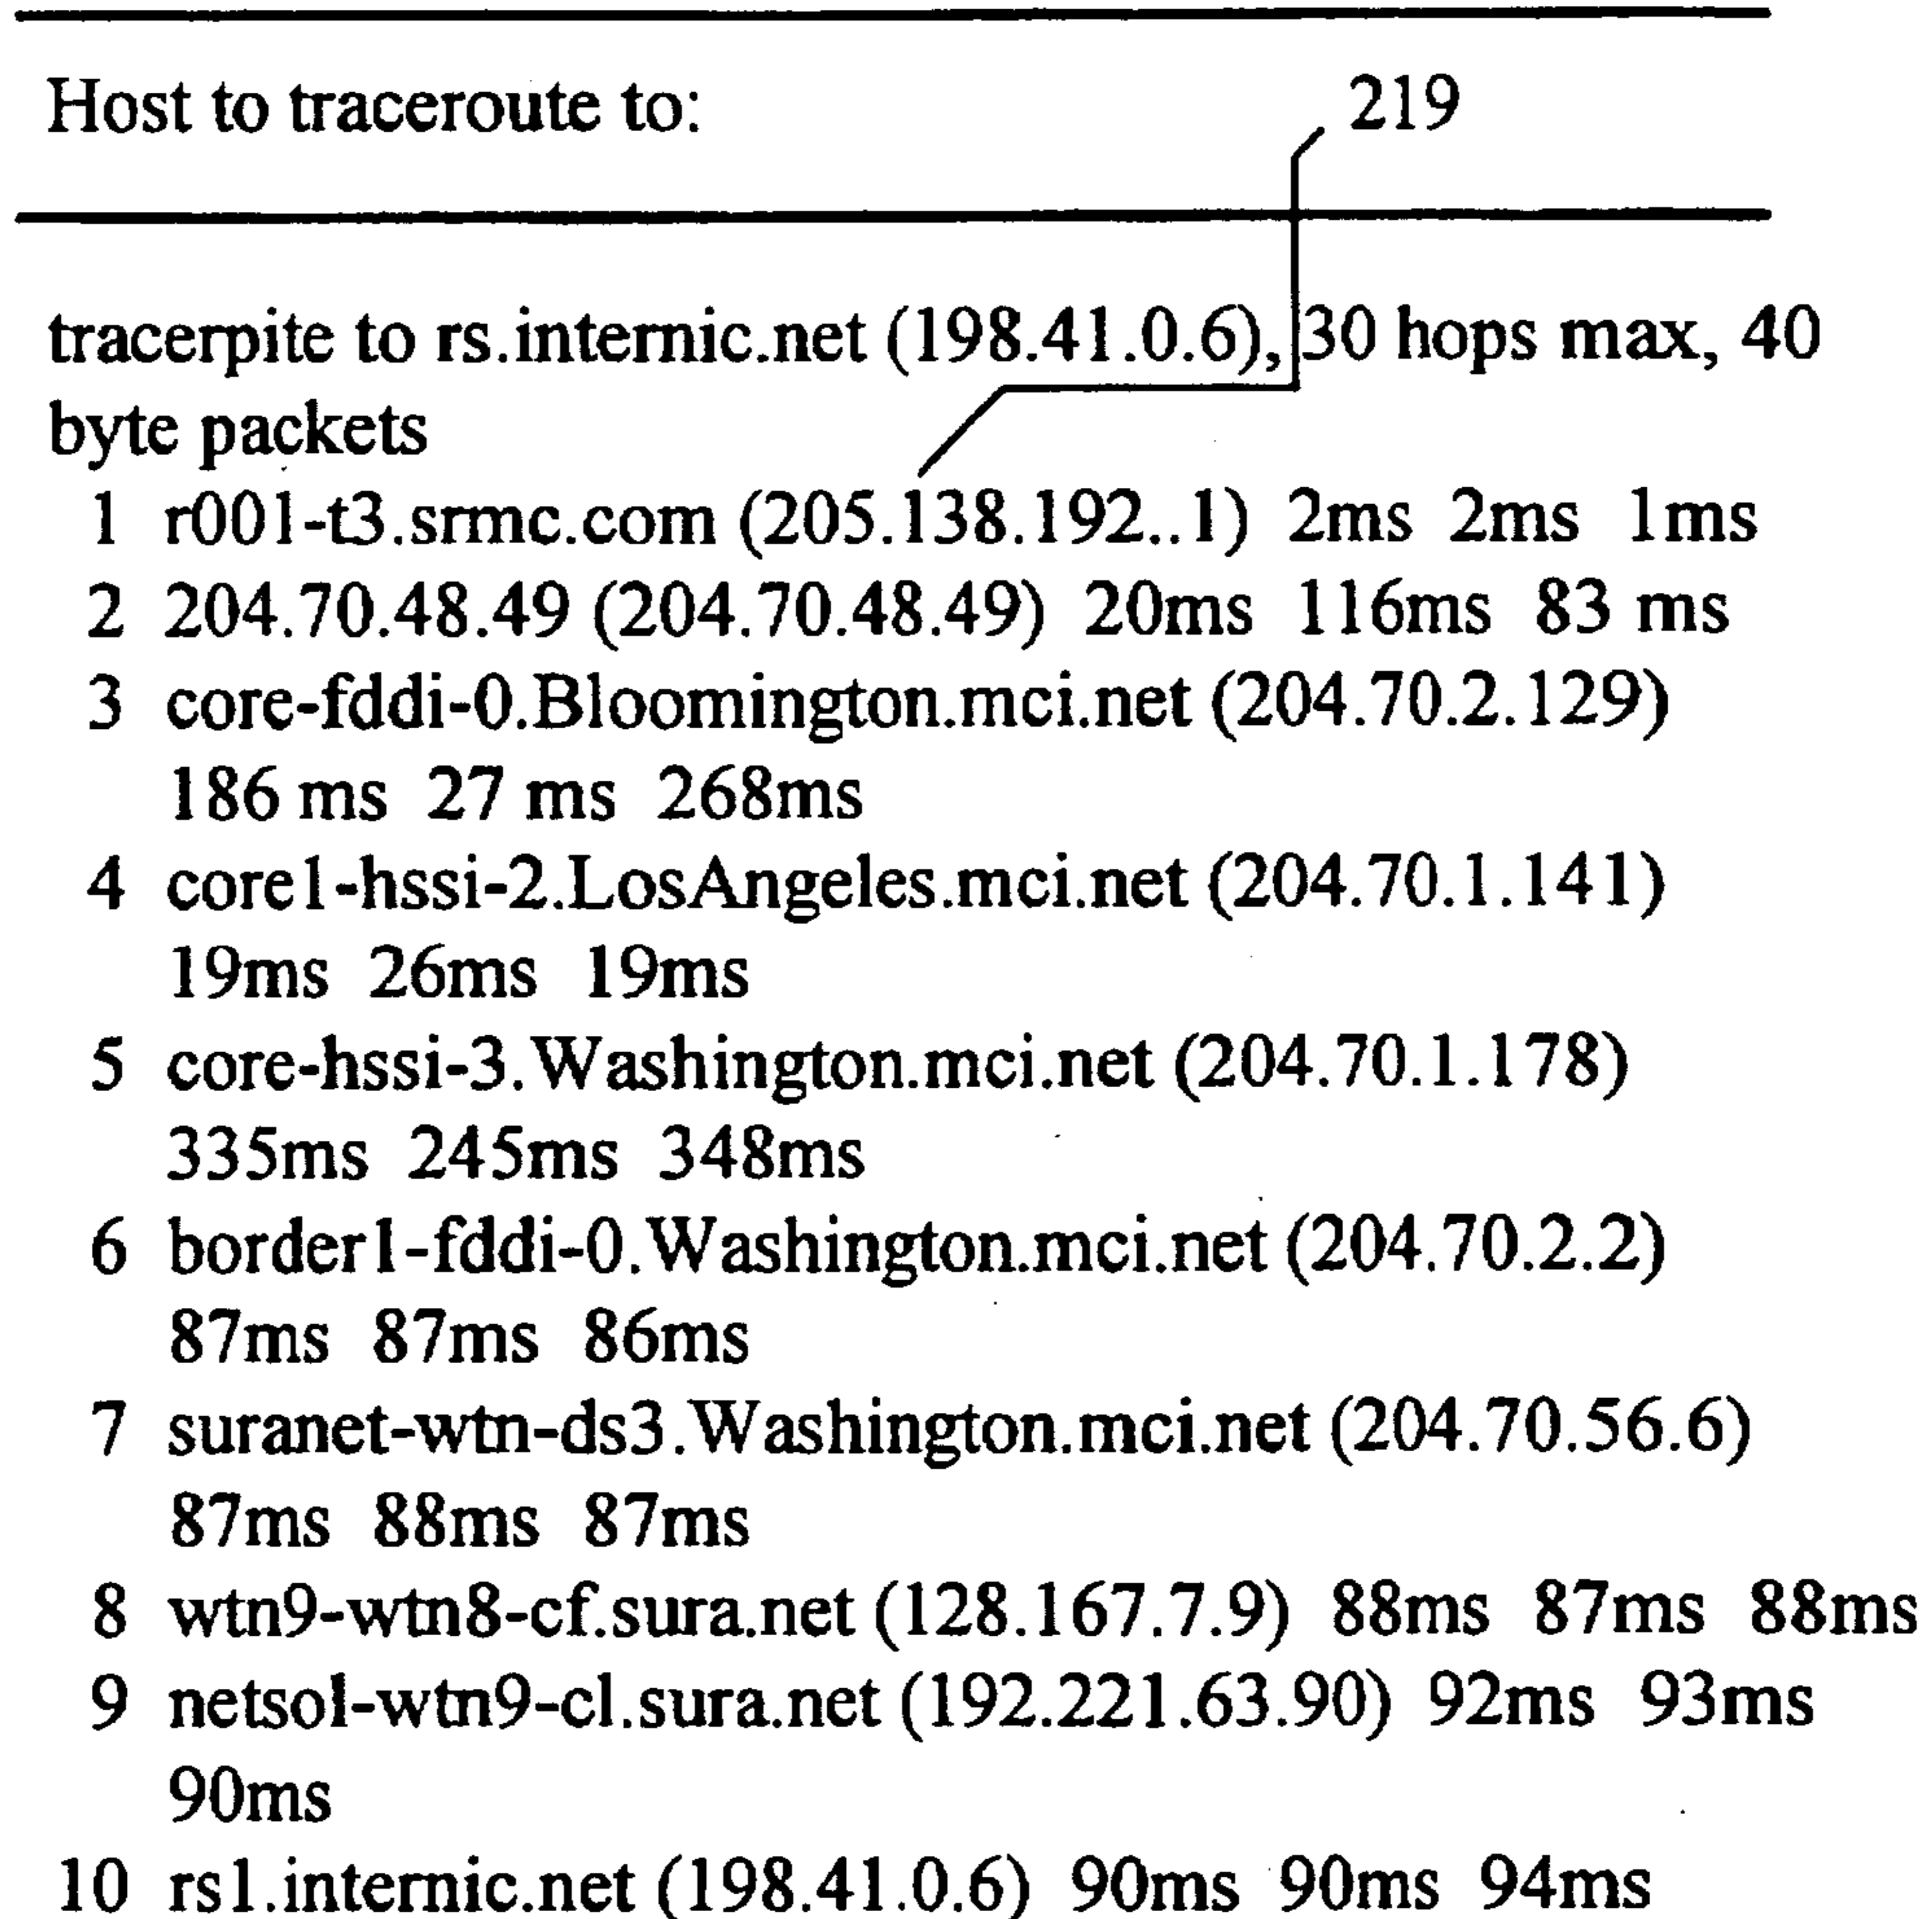 Host to traceroute to:
219
tracerpite to rs.internic.net (198.41.0.6), 30 hops max, 40
byte packets
1 r001-t3.srmc.com (205.138.192..1) 2ms 2ms 1ms
2 204.70.48.49 (204.70.48.49) 20ms 116ms 83 ms
3 core-fddi-0.Bloomington.mci.net (204.70.2.129)
186 ms 27 ms 268ms
4 core1-hssi-2.LosAngeles.mci.net (204.70.1.141)
19ms 26ms 19ms
5 core-hssi-3.Washington.mci.net (204.70.1.178)
335ms 245ms 348ms
6 border1-fddi-0.Washington.mci.net (204.70.2.2)
87ms 87ms 86ms
7 suranet-wtn-ds3.Washington.mci.net (204.70.56.6)
87ms 88ms 87ms
8 wtn9-wtn8-cf.sura.net (128.167.7.9) 88ms 87ms 88ms
9 netsol-wtn9-cl.sura.net (192.221.63.90) 92ms 93ms
90ms
10 rs1.internic.net (198.41.0.6) 90ms 90ms 94ms